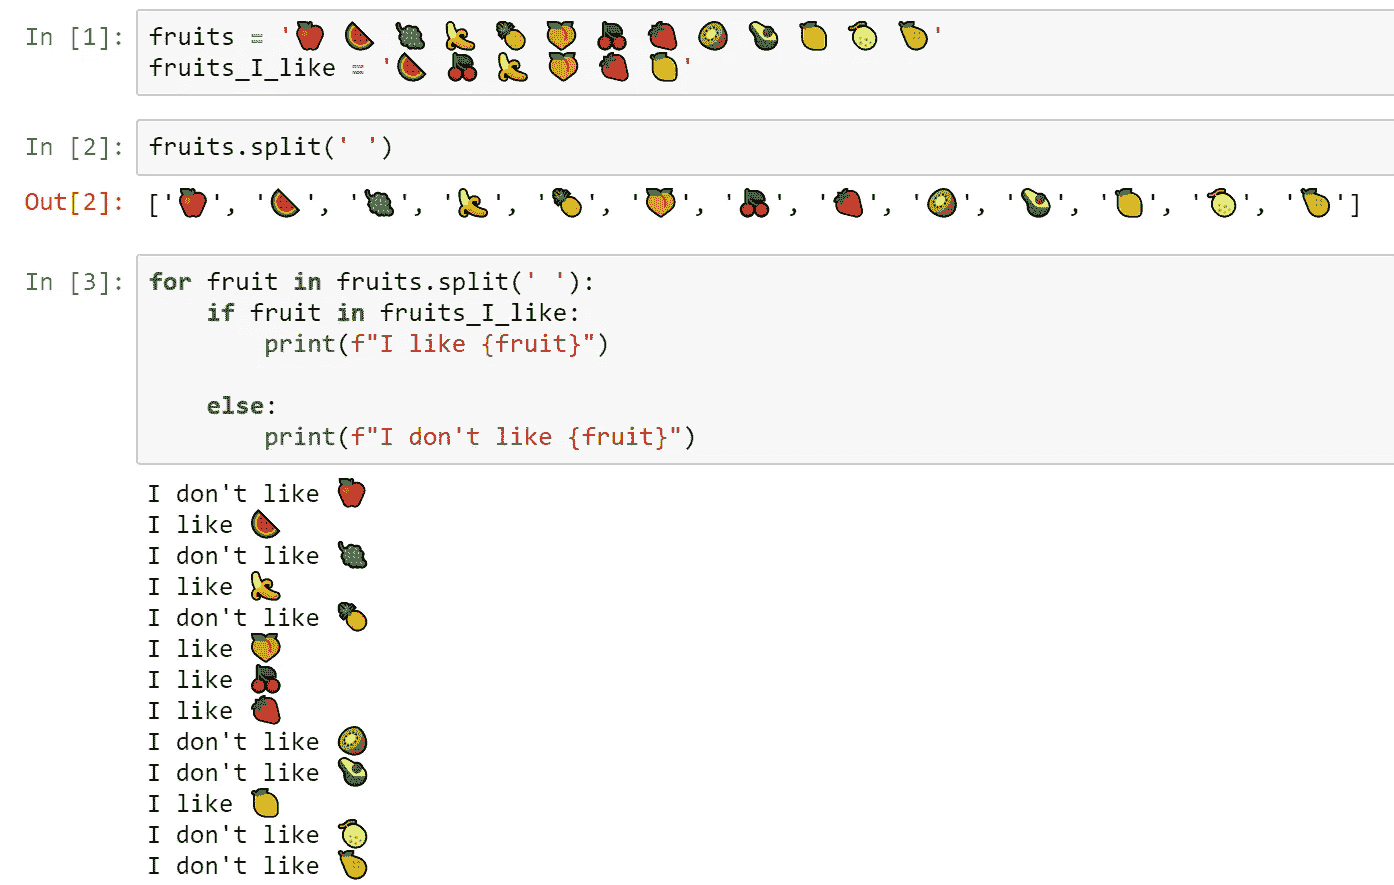 In [1]: fruits = '🍎 🍉 🍇 🍌 🍍 🍑 🍒 🍓 🥝 🥑 🍋 🍈 🍐'
fruits_I_like = '🍉 🍒 🍌 🍑 🍓 🍋'
In [2]: fruits.split(' ')
Out[2]: ['🍎', '🍉', '🍇', '🍌', '🍍', '🍑', '🍒', '🍓', '🥝', '🥑', '🍋', '🍈', '🍐']
In [3]: for fruit in fruits.split(' '):
if fruit in fruits_I_like:
print(f"I like {fruit}")
else:
print(f"I don't like {fruit}")
I don't like 🍎
I like 🍉
I don't like 🍇
I like 🍌
I don't like 🍍
I like 🍑
I like 🍒
I like 🍓
I don't like 🥝
I don't like 🥑
I like 🍋
I don't like 🍈
I don't like 🍐